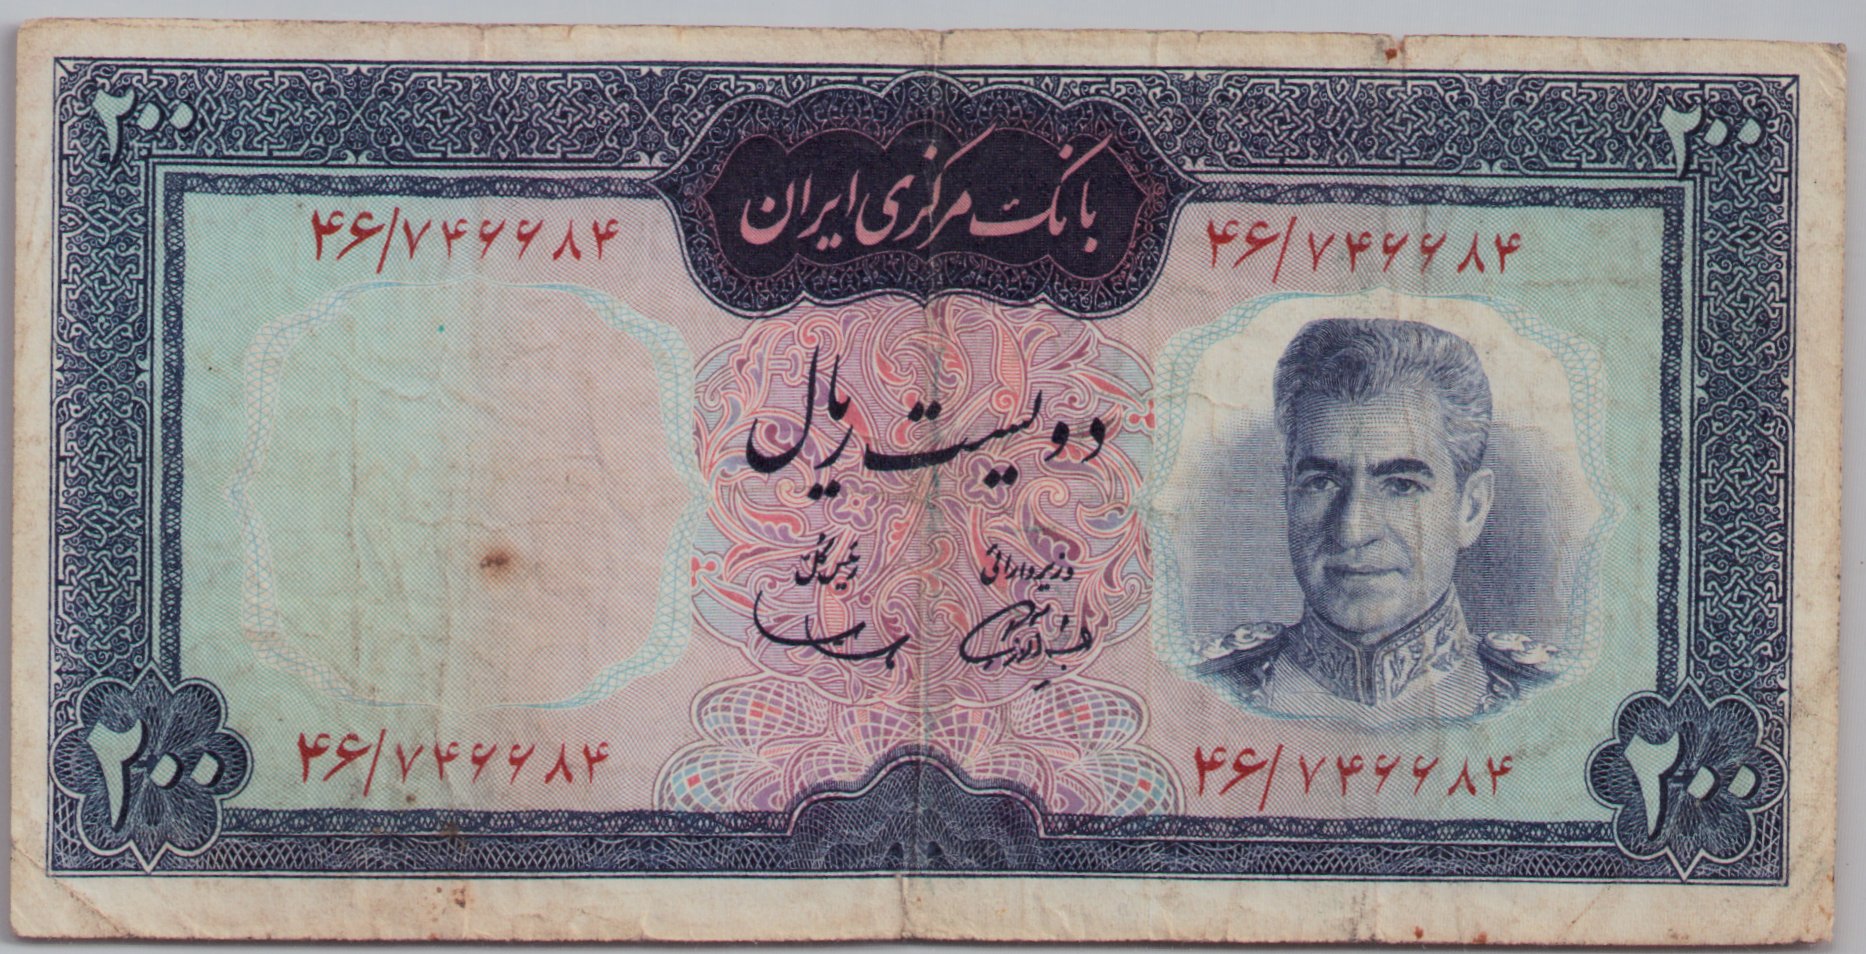 ۲۰۰ ۲۰۰
بانک مرکزی ایران
۴۶/۷۴۶۶۸۴ ۴۶/۷۴۶۶۸۴
دویست ریال
وزیر دارائی رئیس کل
۴۶/۷۴۶۶۸۴ ۴۶/۷۴۶۶۸۴
۲۰۰ ۲۰۰